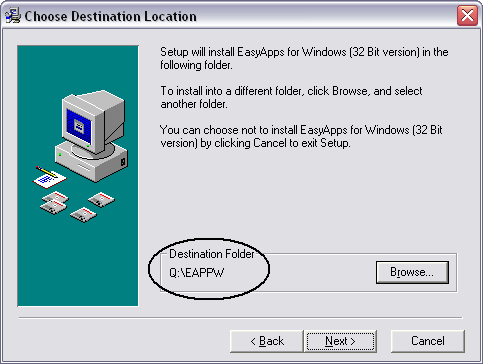 Choose Destination Location
Setup will install EasyApps for Windows (32 Bit version) in the
following folder.
To install into a different folder, click Browse, and select
another folder.
You can choose not to install EasyApps for Windows (32 Bit
version) by clicking Cancel to exit Setup.
Destination Folder
Q:\EAPPW
Browse...
< Back
Next >
Cancel